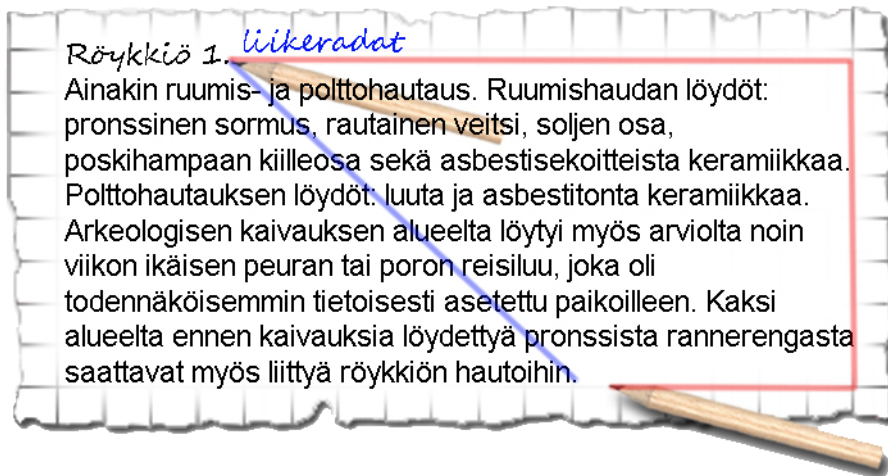 Röykkiö 1. liikeradat
Ainakin ruumis- ja polttohautaus. Ruumishaudan löydöt:
pronssinen sormus, rautainen veitsi, soljen osa,
poskihampaan kiilleosa sekä asbestisekoitteista keramiikkaa.
Polttohautauksen löydöt: luuta ja asbestitonta keramiikkaa.
Arkeologisen kaivauksen alueelta löytyi myös arviolta noin
viikon ikäisen peuran tai poron reisiluu, joka oli
todennäköisemmin tietoisesti asetettu paikoilleen. Kaksi
alueelta ennen kaivauksia löydettyä pronssista rannerengasta
saattavat myös liittyä röykkiön hautoihin.